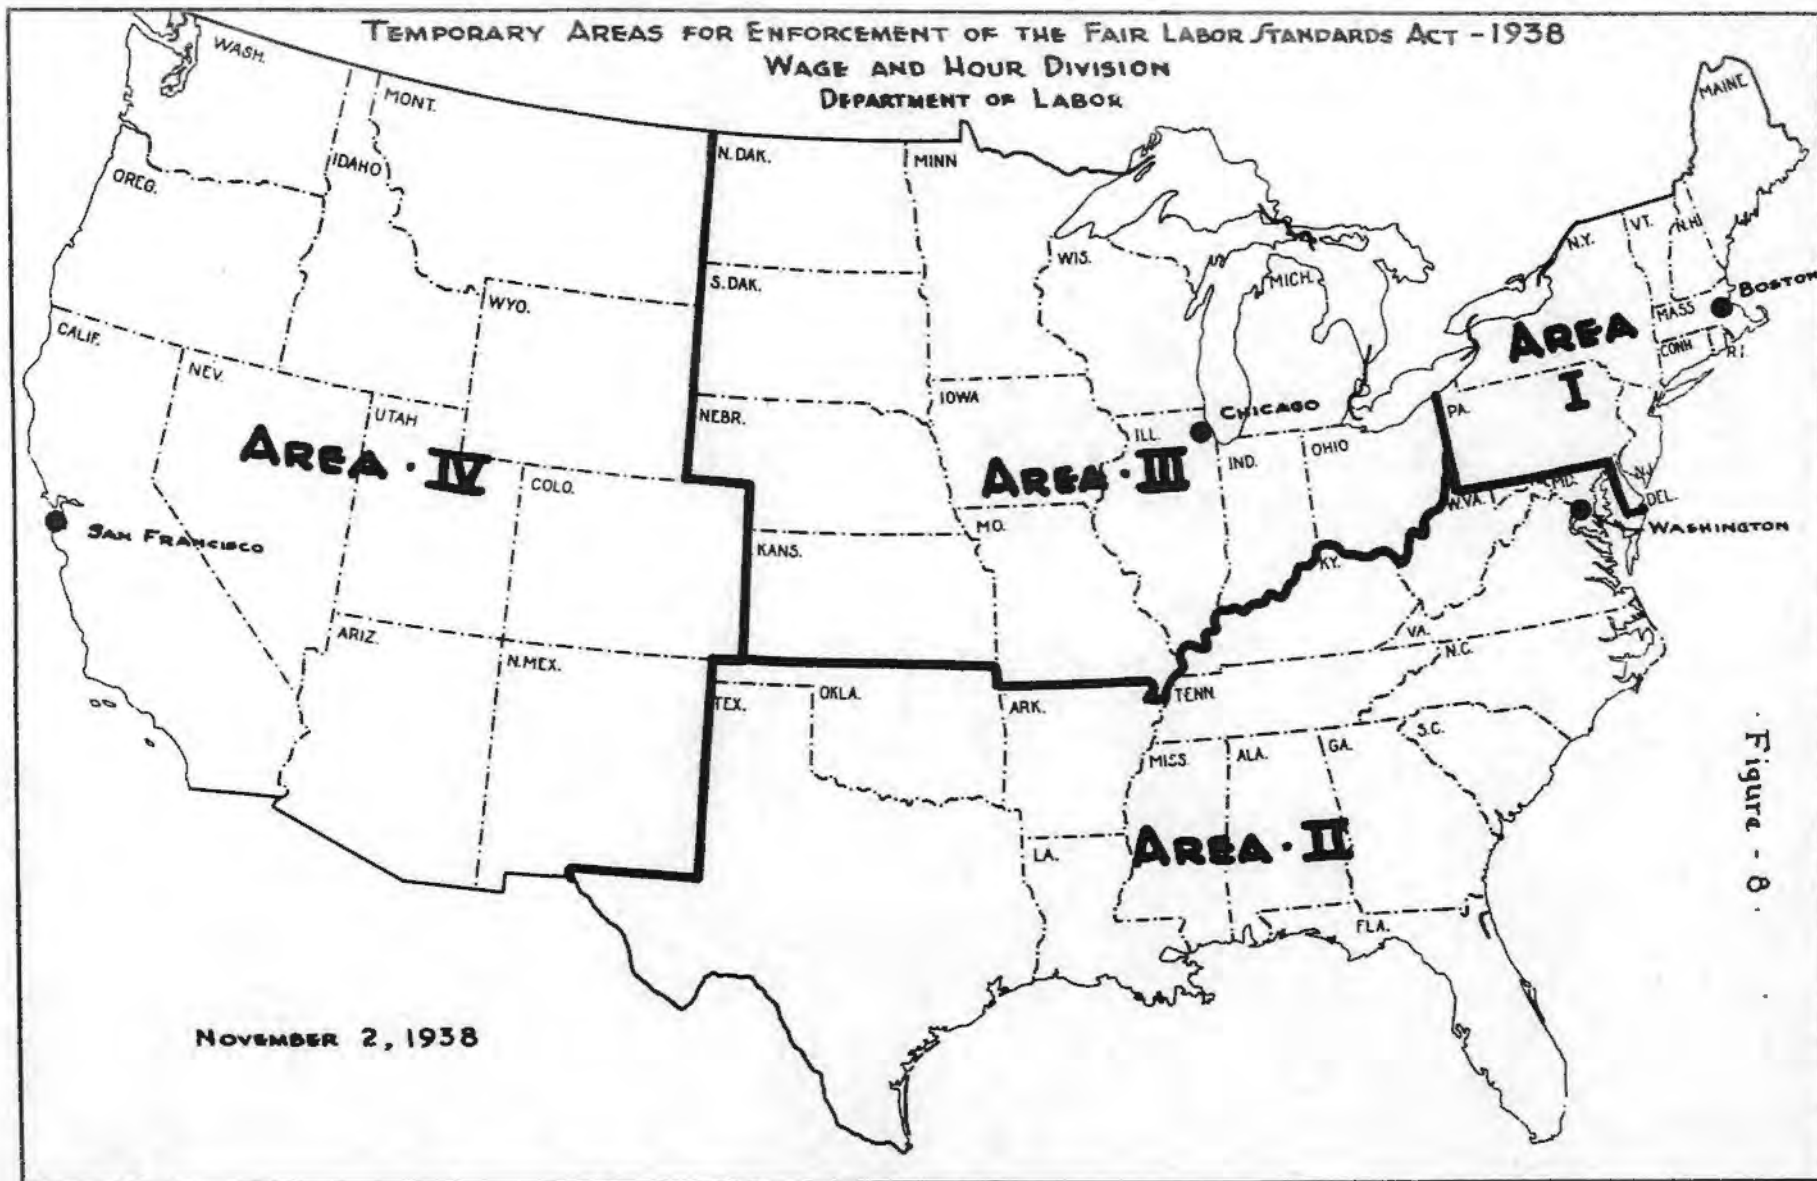 TEMPORARY AREAS FOR ENFORCEMENT OF THE FAIR LABOR STANDARDS ACT - 1938
WAGE AND HOUR DIVISION
DEPARTMENT OF LABOR
WASH.
MONT.
IDAHO
OREG.
N. DAK.
MINN
MAINE
S. DAK.
WIS.
MICH.
N.Y.
VT.
N.H.
WYO.
CALIF.
NEV.
UTAH
NEBR.
IOWA
MASS
BOSTON
CONN
R.I.
AREA
I
CHICAGO
ILL.
IND.
OHIO
PA.
AREA · IV
COLO.
AREA · III
N.J.
MO.
W.VA.
MD.
DEL.
SAN FRANCISCO
WASHINGTON
KANS.
KY.
ARIZ.
N. MEX.
VA.
N.C.
TEX.
OKLA.
ARK.
TENN.
MISS.
ALA.
GA.
S.C.
LA.
AREA · II
FLA.
NOVEMBER 2, 1938
Figure - 8.